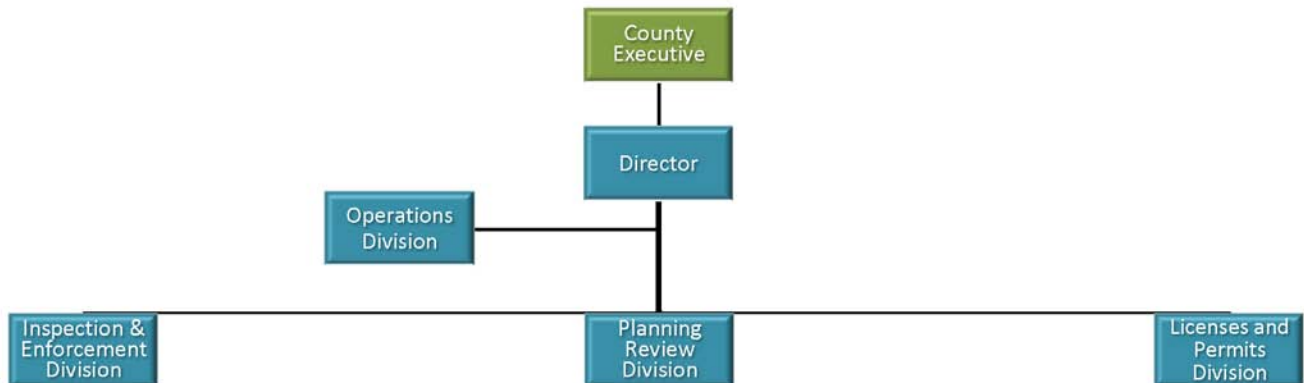 County
Executive
Director
Operations
Division
Inspection &
Enforcement
Division
Planning
Review
Division
Licenses and
Permits
Division